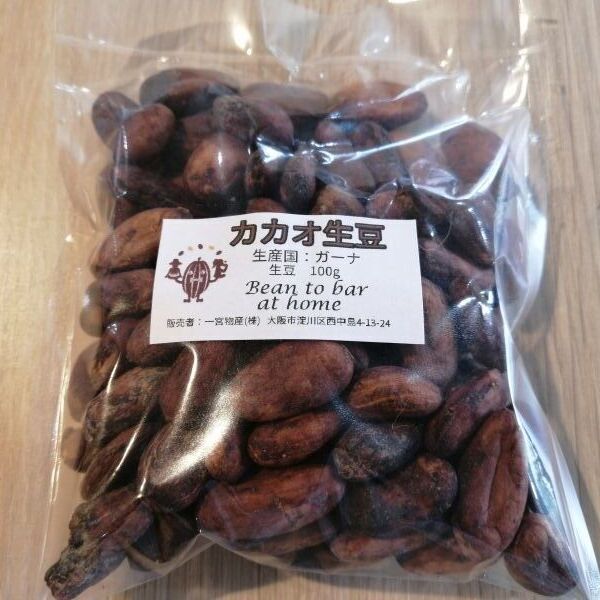 カカオ生豆
生産国：ガーナ
生豆　100g
Bean to bar
at home
販売者：一宮物産(株)　大阪市淀川区西中島4-13-24